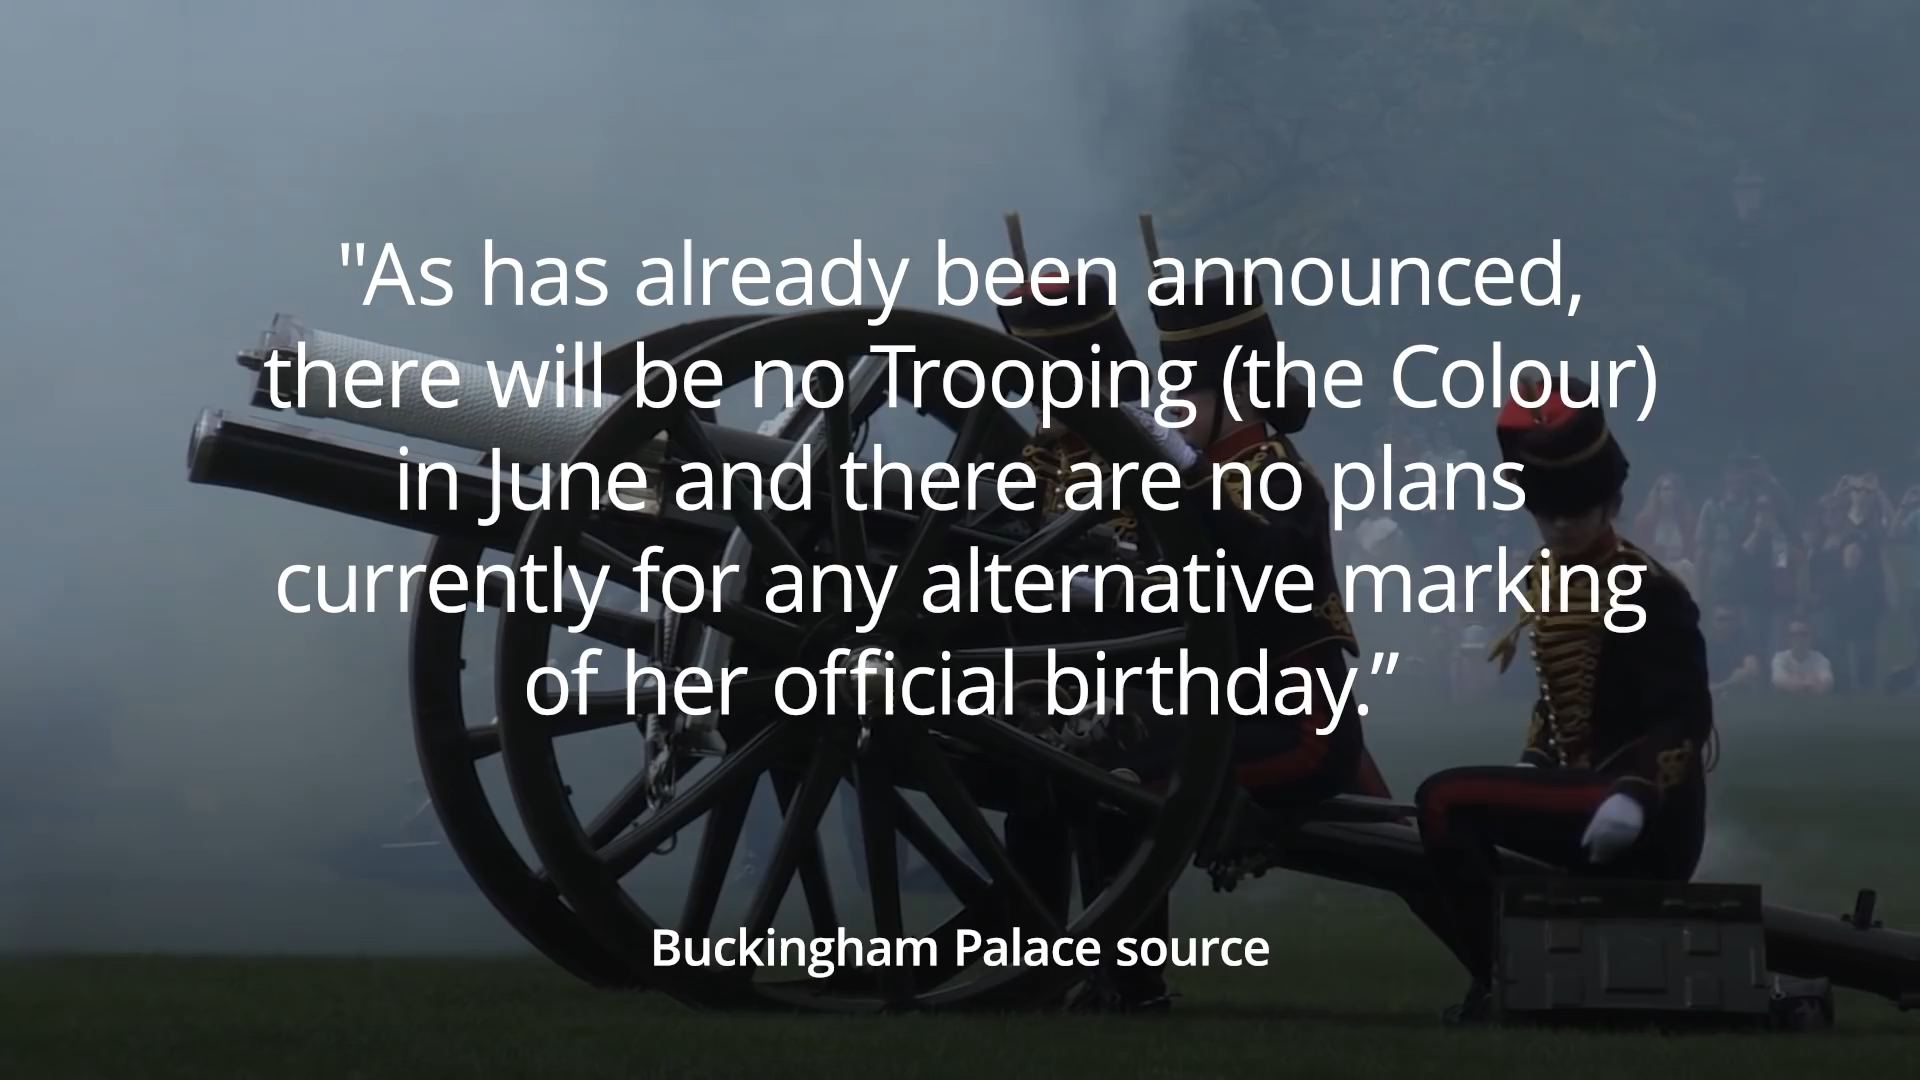 "As has already been announced,
there will be no Trooping (the Colour)
in June and there are no plans
currently for any alternative marking
of her official birthday.”
Buckingham Palace source